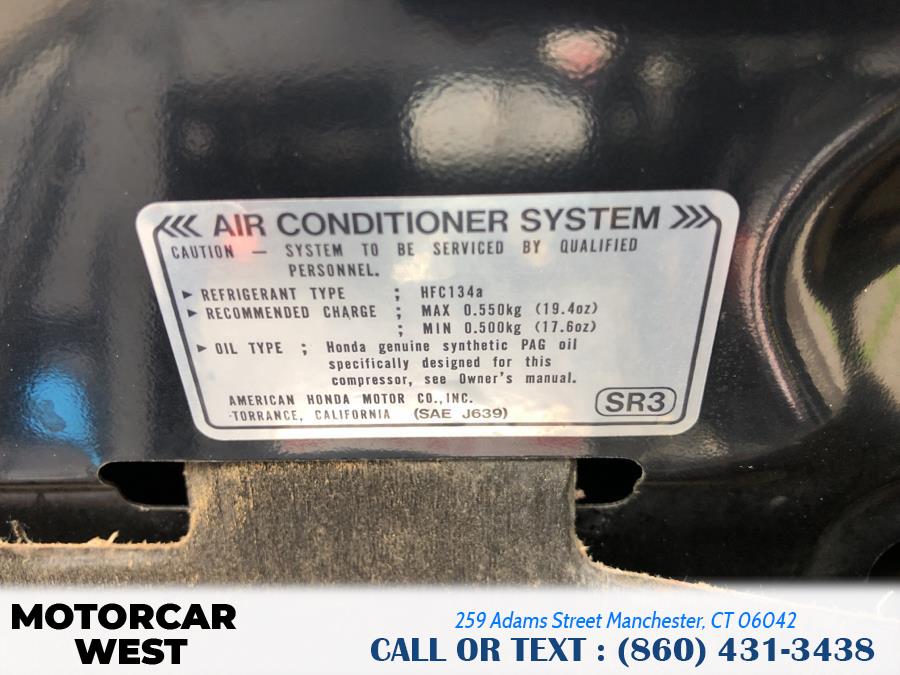 AIR CONDITIONER SYSTEM
CAUTION — SYSTEM TO BE SERVICED BY QUALIFIED
PERSONNEL.
► REFRIGERANT TYPE ; HFC134a
► RECOMMENDED CHARGE ; MAX 0.550kg (19.4oz)
; MIN 0.500kg (17.6oz)
► OIL TYPE ; Honda genuine synthetic PAG oil
specifically designed for this
compressor, see Owner's manual.
AMERICAN HONDA MOTOR CO., INC.
TORRANCE, CALIFORNIA (SAE J639)
SR3
MOTORCAR
WEST
259 Adams Street Manchester, CT 06042
CALL OR TEXT : (860) 431-3438